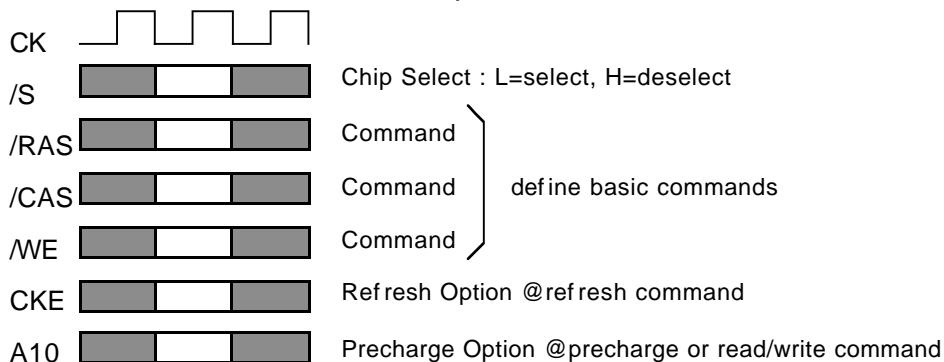 CK
/S Chip Select : L=select, H=deselect
/RAS Command
/CAS Command define basic commands
/WE Command
CKE Refresh Option @refresh command
A10 Precharge Option @precharge or read/write command